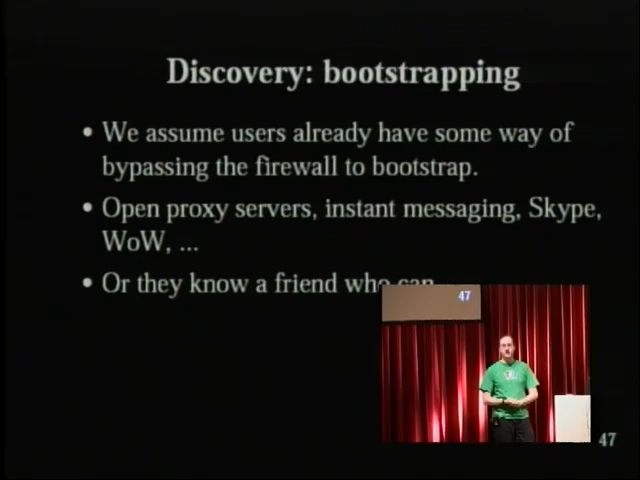 Discovery: bootstrapping
• We assume users already have some way of
bypassing the firewall to bootstrap.
• Open proxy servers, instant messaging, Skype,
WoW, ...
• Or they know a friend who can
47
47